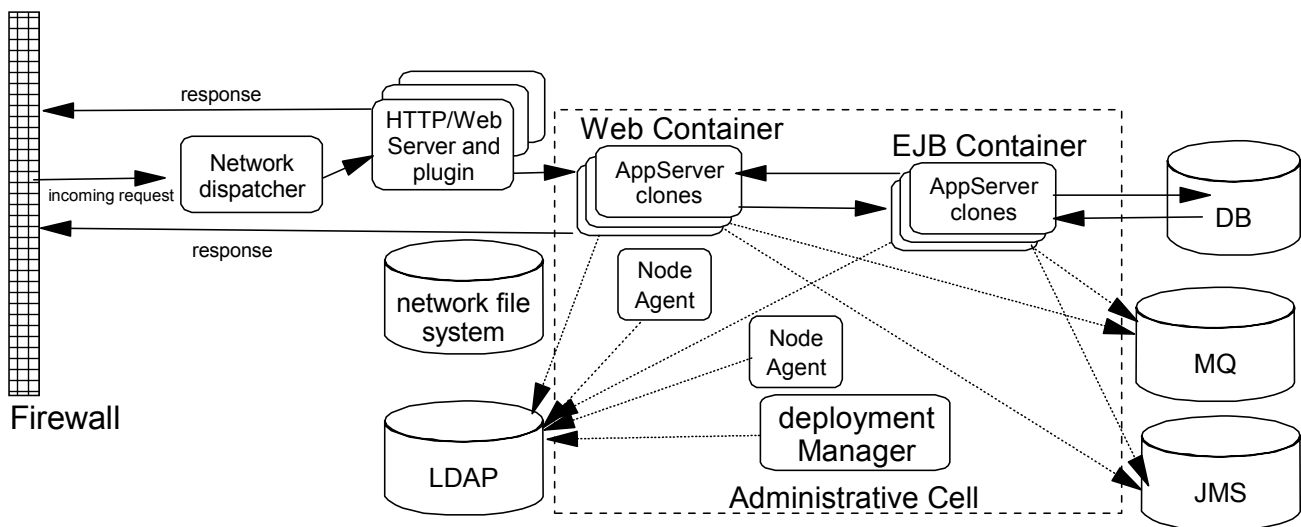 response
HTTP/Web
Server and
plugin
Network
dispatcher
incoming request
response
Firewall
network file
system
LDAP
Web Container
AppServer
clones
EJB Container
AppServer
clones
Node
Agent
Node
Agent
deployment
Manager
Administrative Cell
DB
MQ
JMS